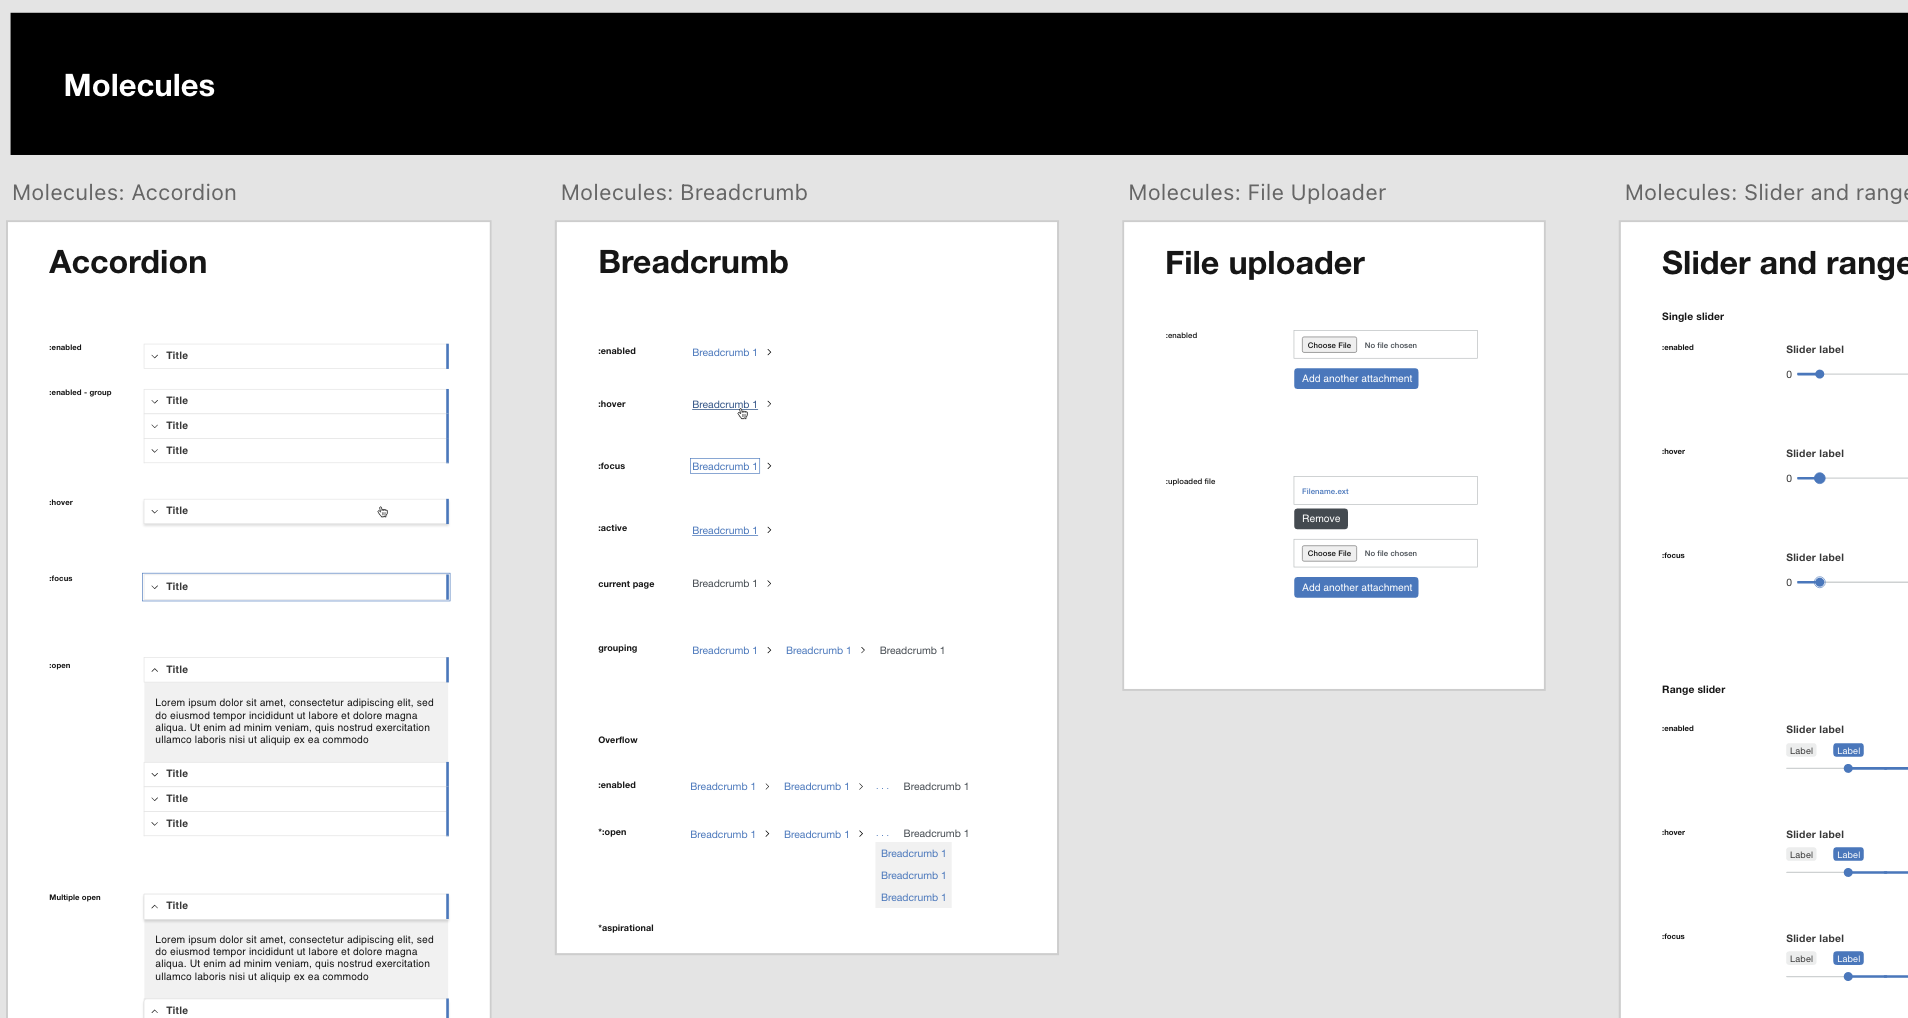 Molecules
Molecules: Accordion
Accordion
:enabled
Title
:enabled - group
Title
Title
Title
:hover
Title
:focus
Title
:open
Title
Lorem ipsum dolor sit amet, consectetur adipiscing elit, sed
do eiusmod tempor incididunt ut labore et dolore magna
aliqua. Ut enim ad minim veniam, quis nostrud exercitation
ullamco laboris nisi ut aliquip ex ea commodo
Title
Title
Title
Multiple open
Title
Lorem ipsum dolor sit amet, consectetur adipiscing elit, sed
do eiusmod tempor incididunt ut labore et dolore magna
aliqua. Ut enim ad minim veniam, quis nostrud exercitation
ullamco laboris nisi ut aliquip ex ea commodo
Title
Molecules: Breadcrumb
Breadcrumb
:enabled Breadcrumb 1 >
:hover Breadcrumb 1 >
:focus Breadcrumb 1 >
:active Breadcrumb 1 >
current page Breadcrumb 1 >
grouping Breadcrumb 1 > Breadcrumb 1 > Breadcrumb 1
Overflow
:enabled Breadcrumb 1 > Breadcrumb 1 > ... Breadcrumb 1
*:open Breadcrumb 1 > Breadcrumb 1 > ... Breadcrumb 1
Breadcrumb 1
Breadcrumb 1
Breadcrumb 1
*aspirational
Molecules: File Uploader
File uploader
:enabled
Choose File No file chosen
Add another attachment
:uploaded file
Filename.ext
Remove
Choose File No file chosen
Add another attachment
Molecules: Slider and range
Slider and range
Single slider
:enabled
Slider label
0
:hover
Slider label
0
:focus
Slider label
0
Range slider
:enabled
Slider label
Label Label
:hover
Slider label
Label Label
:focus
Slider label
Label Label